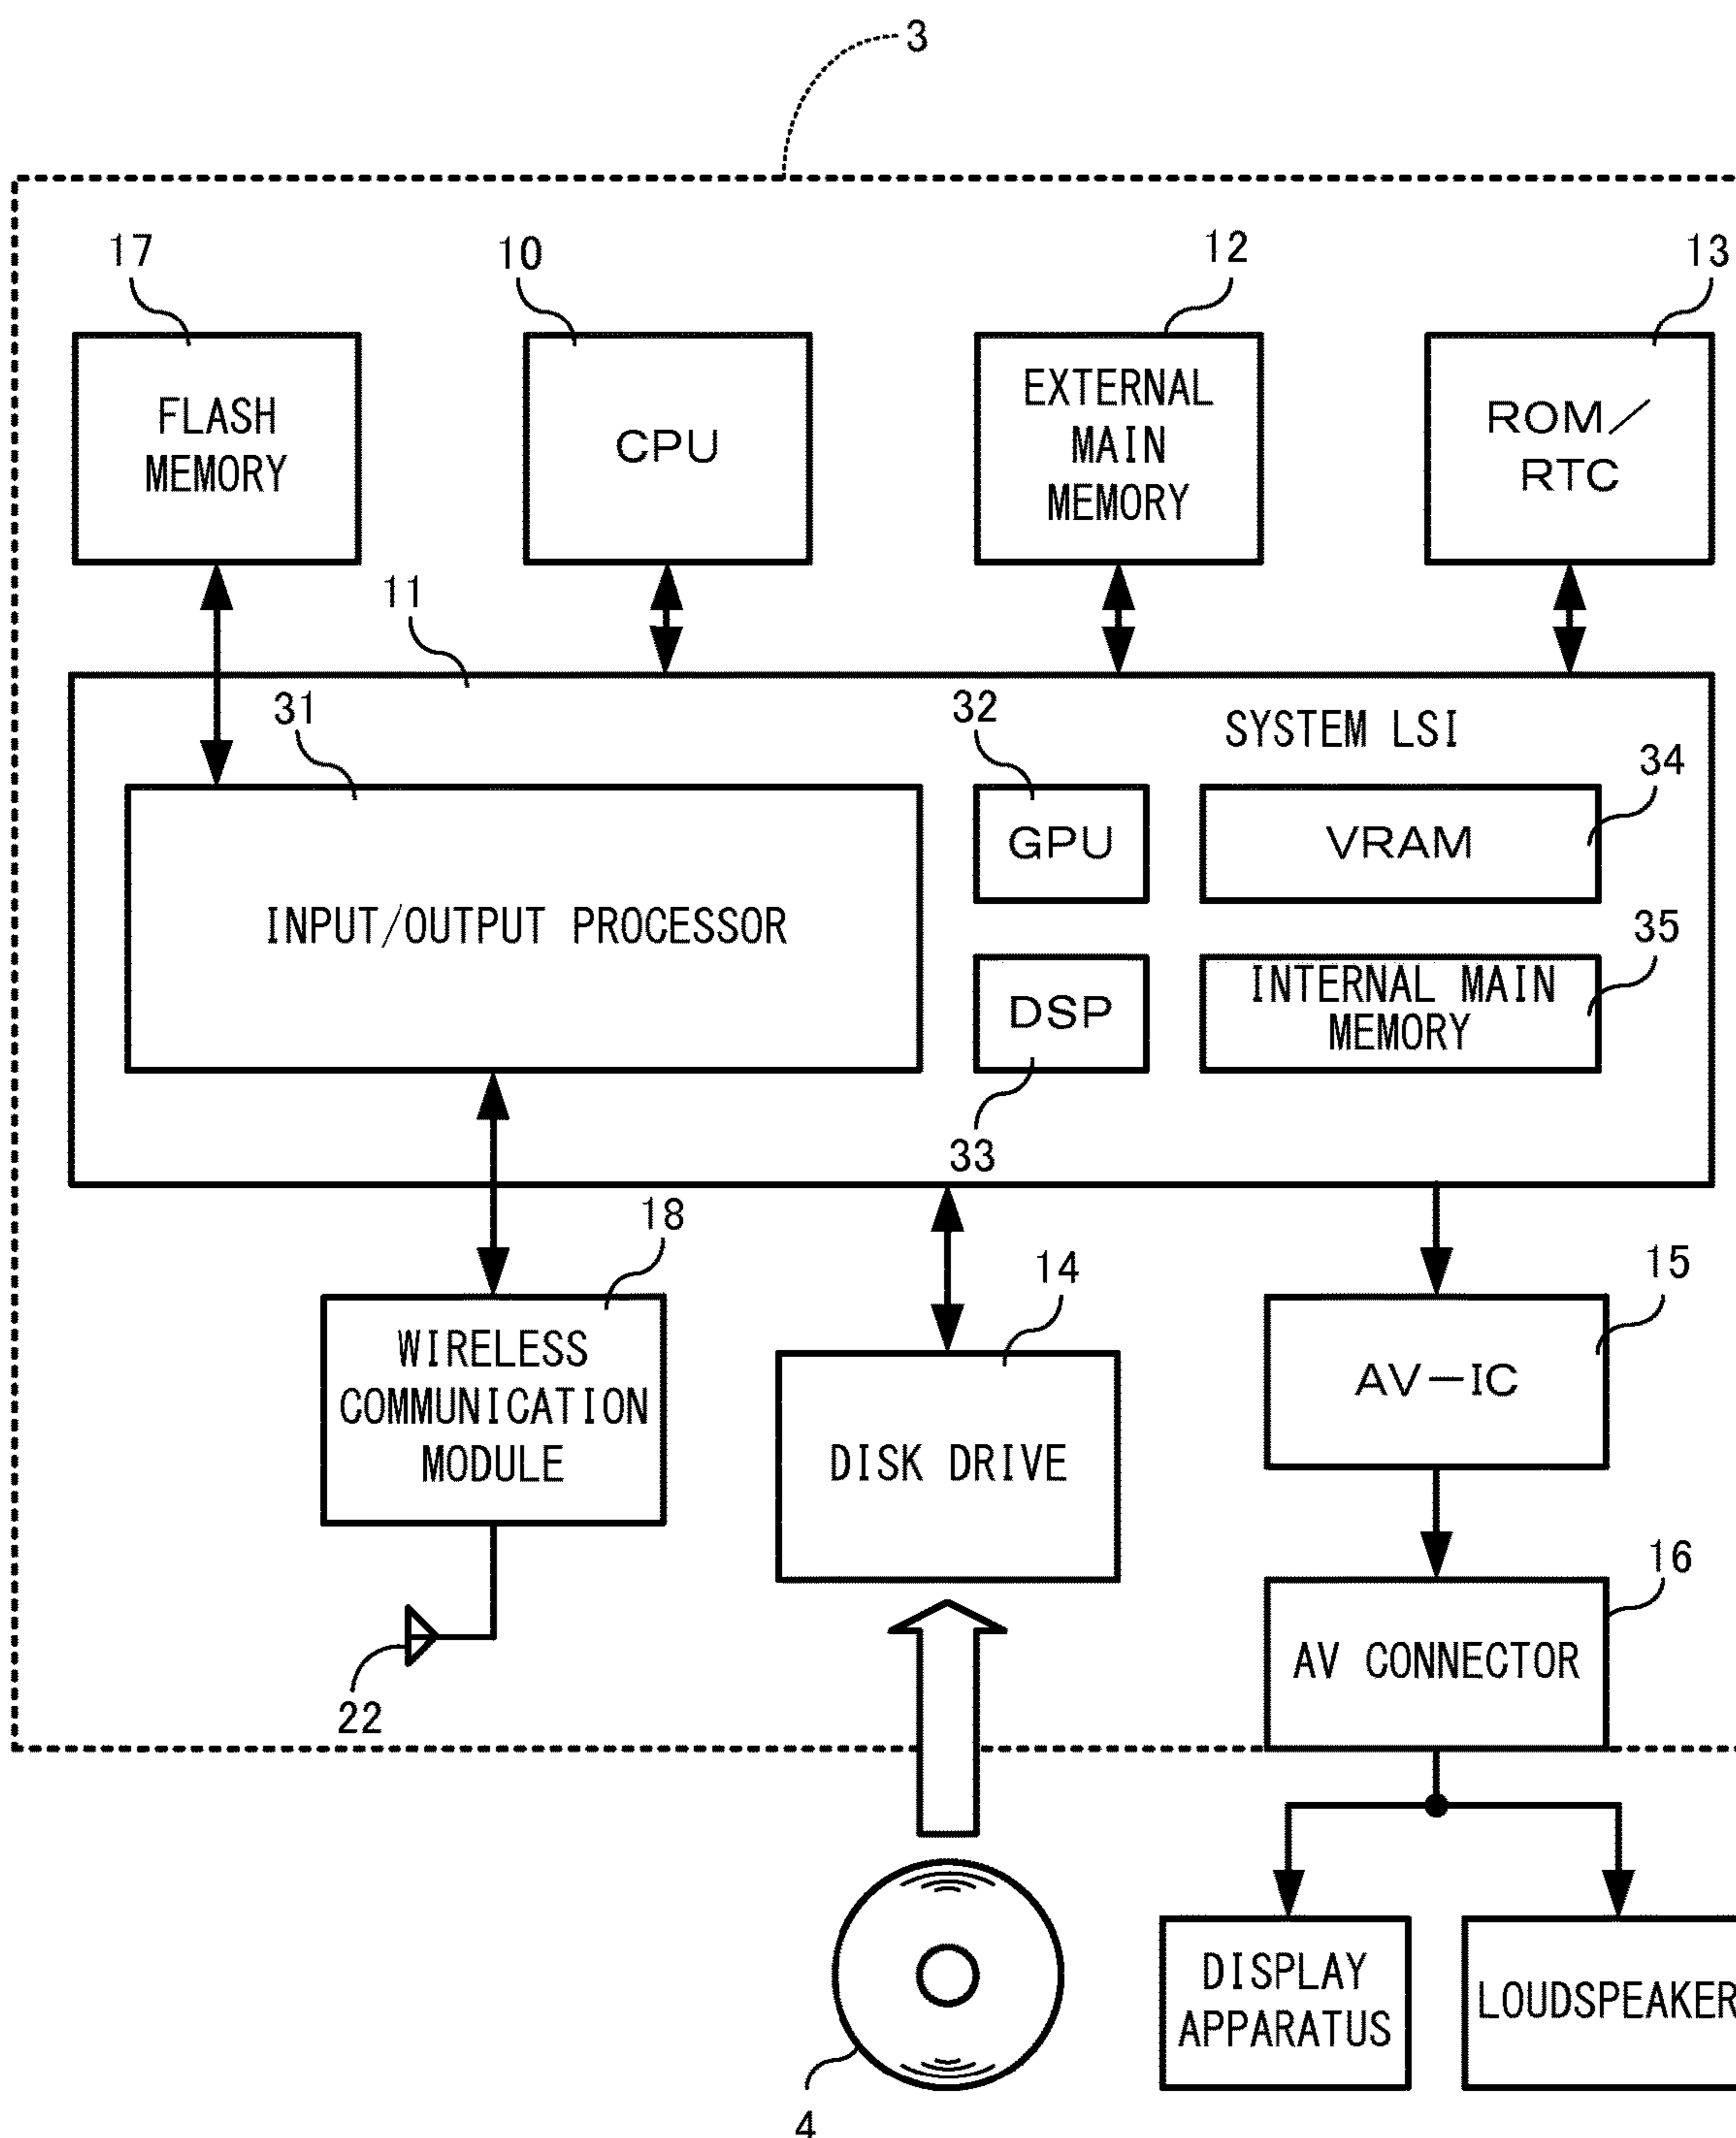 3
17
10
12
13
FLASH
MEMORY
CPU
EXTERNAL
MAIN
MEMORY
ROM/
RTC
11
31
32
SYSTEM LSI
34
GPU
VRAM
INPUT/OUTPUT PROCESSOR
35
DSP
INTERNAL MAIN
MEMORY
33
18
14
15
WIRELESS
COMMUNICATION
MODULE
DISK DRIVE
AV-IC
16
AV CONNECTOR
22
DISPLAY
APPARATUS
LOUDSPEAKER
4